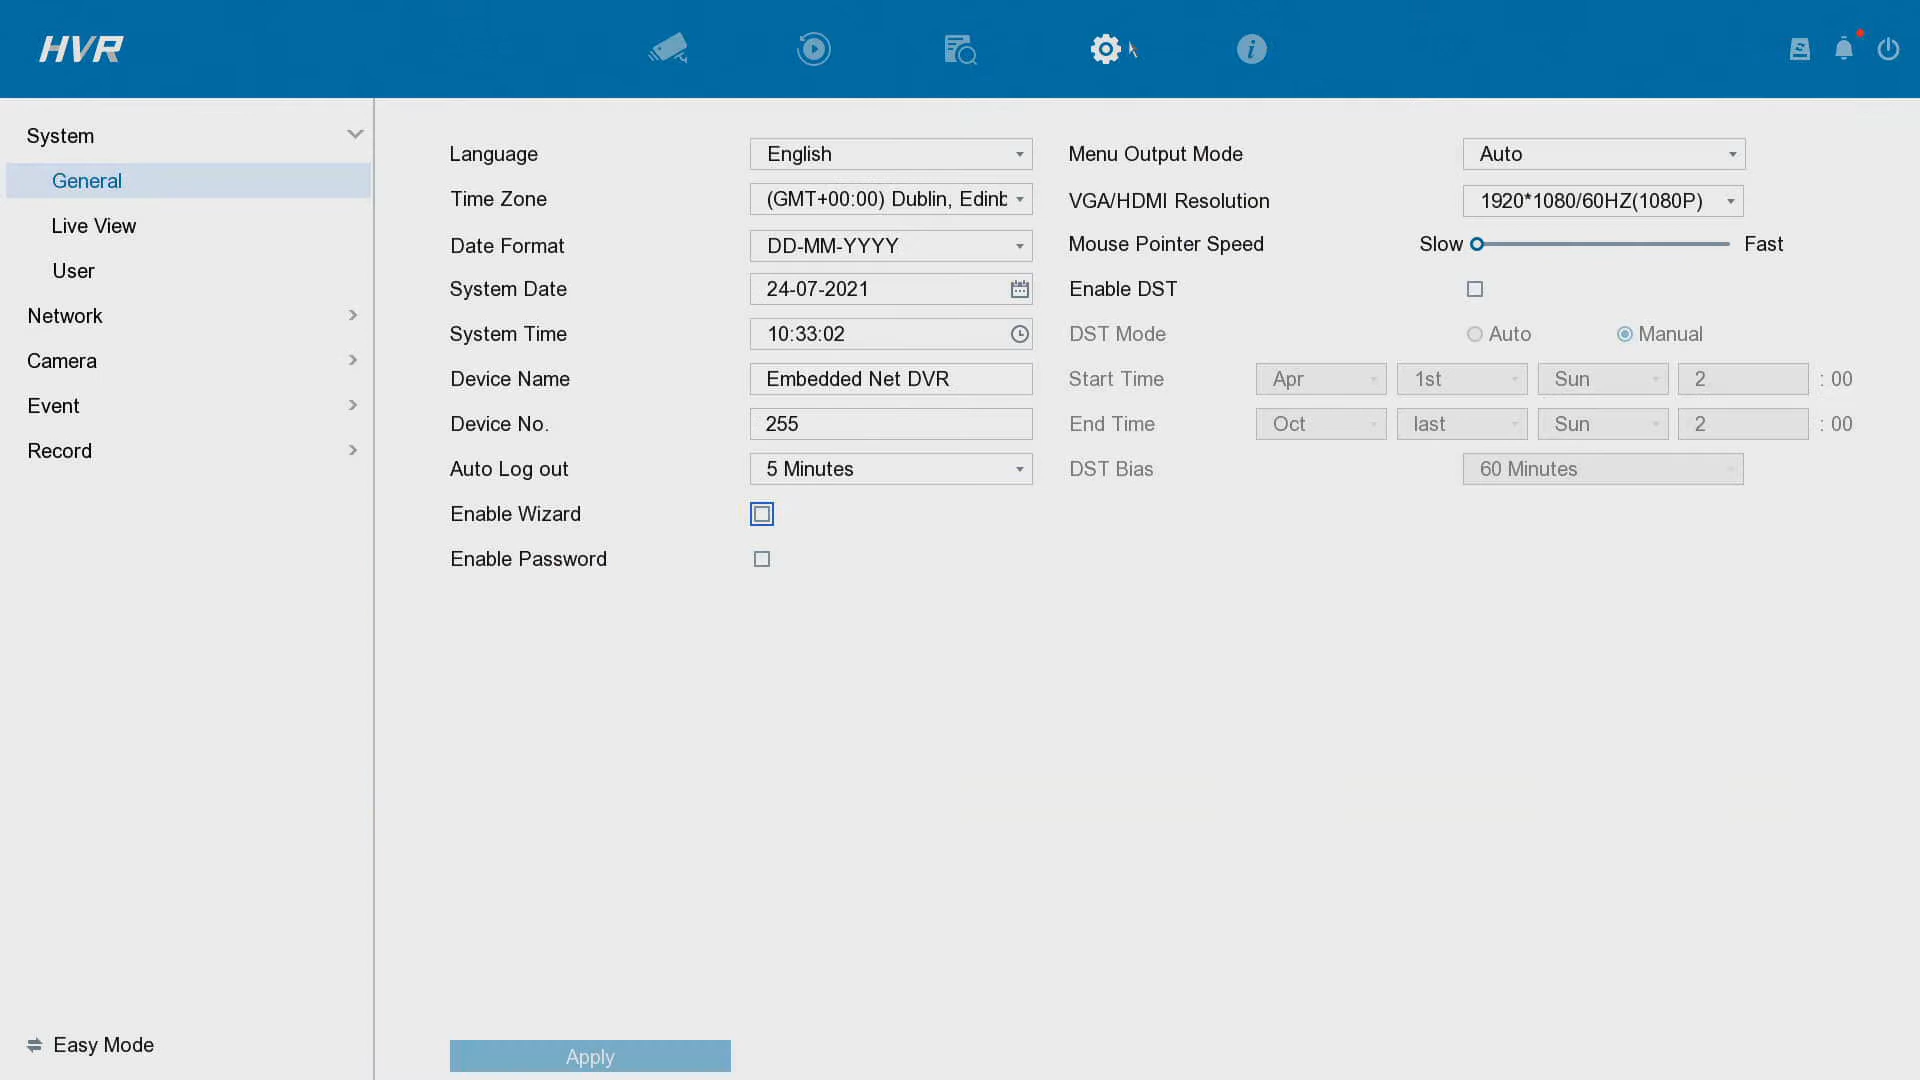 HVR
System
General
Live View
User
Network
Camera
Event
Record
Easy Mode
Language English
Time Zone (GMT+00:00) Dublin, Edinb
Date Format DD-MM-YYYY
System Date 24-07-2021
System Time 10:33:02
Device Name Embedded Net DVR
Device No. 255
Auto Log out 5 Minutes
Enable Wizard
Enable Password
Menu Output Mode Auto
VGA/HDMI Resolution 1920*1080/60HZ(1080P)
Mouse Pointer Speed Slow Fast
Enable DST
DST Mode Auto Manual
Start Time Apr 1st Sun 2 : 00
End Time Oct last Sun 2 : 00
DST Bias 60 Minutes
Apply